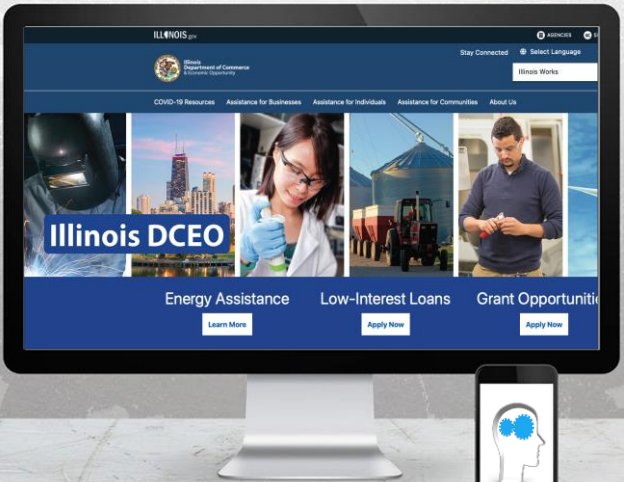 ILLINOIS.gov
AGENCIES
Stay Connected
Select Language
Illinois
Department of Commerce
& Economic Opportunity
Illinois Works
COVID-19 Resources
Assistance for Businesses
Assistance for Individuals
Assistance for Communities
About Us
Illinois DCEO
Energy Assistance
Low-Interest Loans
Grant Opportuniti
Learn More
Apply Now
Apply Now